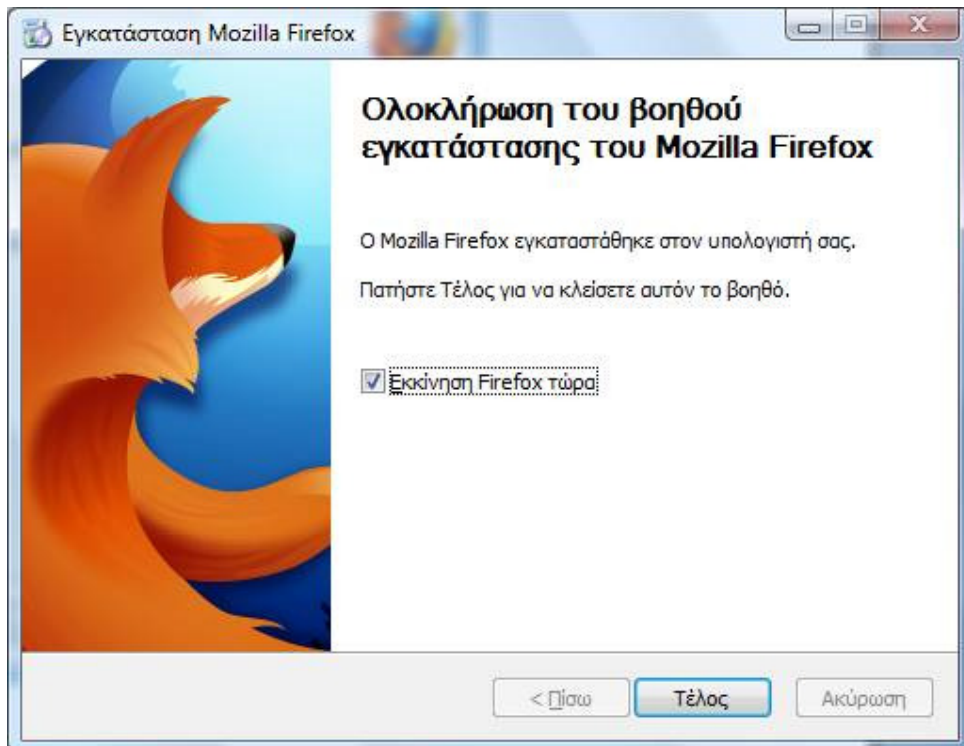 Εγκατάσταση Mozilla Firefox
Ολοκλήρωση του βοηθού
εγκατάστασης του Mozilla Firefox
Ο Mozilla Firefox εγκαταστάθηκε στον υπολογιστή σας.
Πατήστε Τέλος για να κλείσετε αυτόν το βοηθό.
Εκκίνηση Firefox τώρα
< Πίσω
Τέλος
Ακύρωση